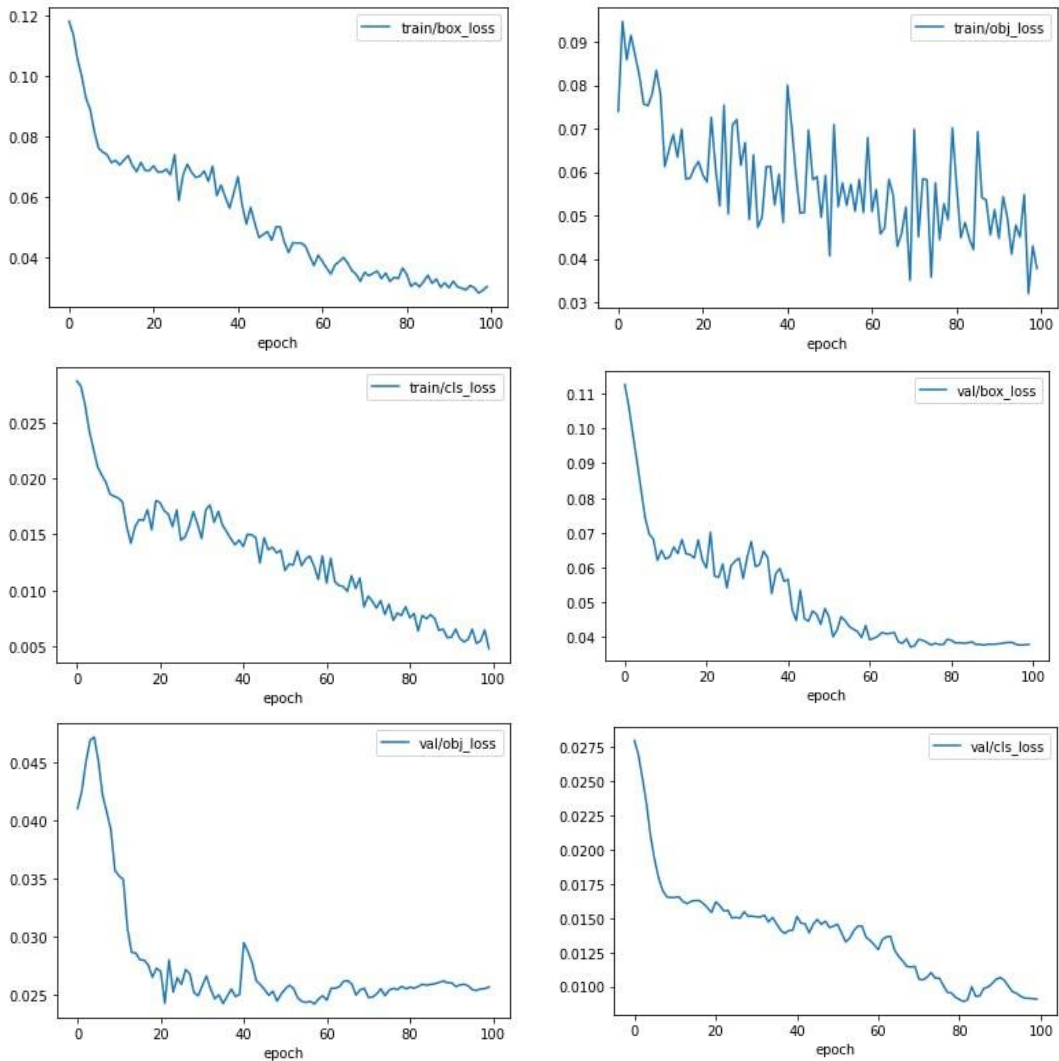 train/box_loss
0.12
0.10
0.08
0.06
0.04
0 20 40 60 80 100
epoch
train/obj_loss
0.09
0.08
0.07
0.06
0.05
0.04
0.03
0 20 40 60 80 100
epoch
train/cls_loss
0.025
0.020
0.015
0.010
0.005
0 20 40 60 80 100
epoch
val/box_loss
0.11
0.10
0.09
0.08
0.07
0.06
0.05
0.04
0 20 40 60 80 100
epoch
val/obj_loss
0.045
0.040
0.035
0.030
0.025
0 20 40 60 80 100
epoch
val/cls_loss
0.0275
0.0250
0.0225
0.0200
0.0175
0.0150
0.0125
0.0100
0 20 40 60 80 100
epoch